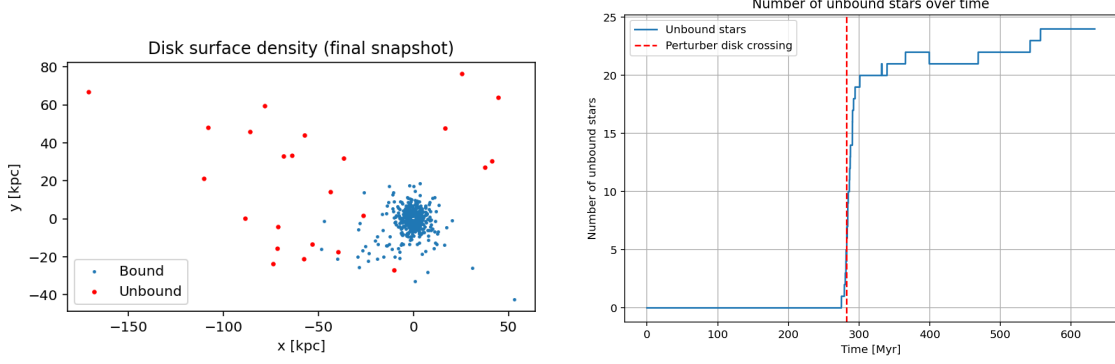 Disk surface density (final snapshot)
80
60
40
20
0
−20
−40
y [kpc]
Bound
Unbound
−150
−100
−50
0
50
x [kpc]
Number of unbound stars over time
25
20
15
10
5
0
Number of unbound stars
Unbound stars
Perturber disk crossing
0
100
200
300
400
500
600
Time [Myr]